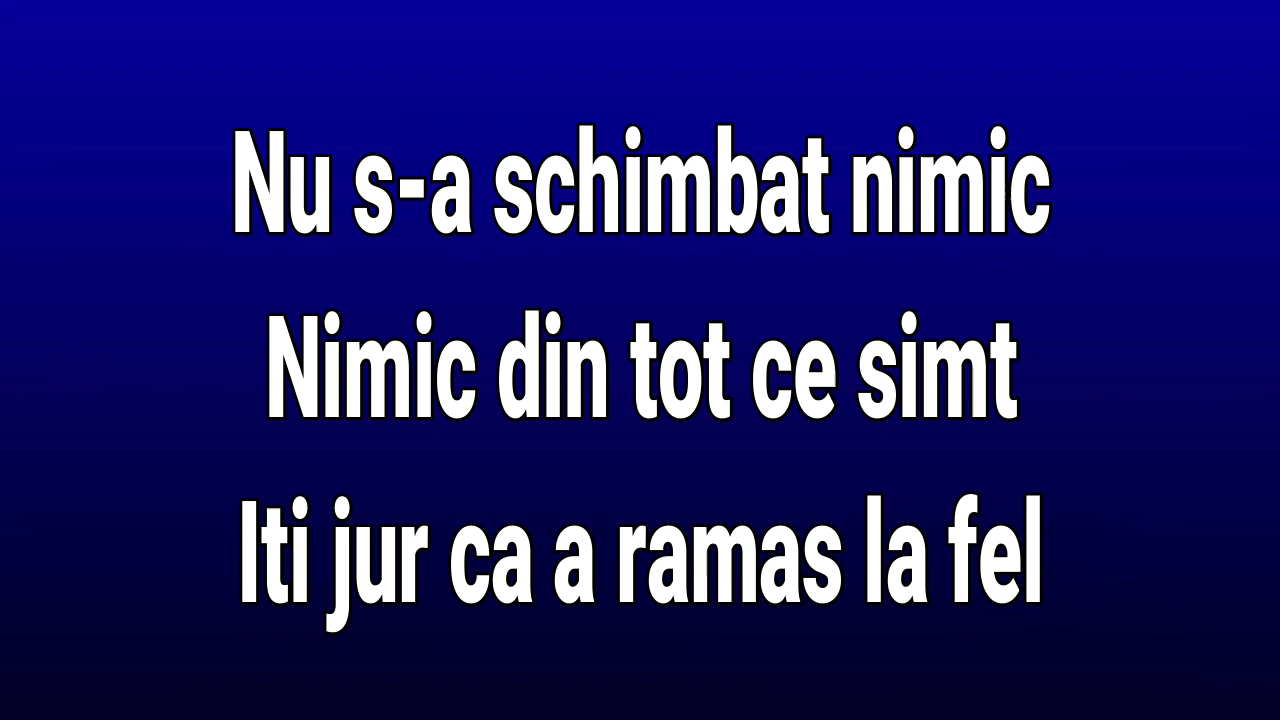 Nu s-a schimbat nimic
Nimic din tot ce simt
Iti jur ca a ramas la fel